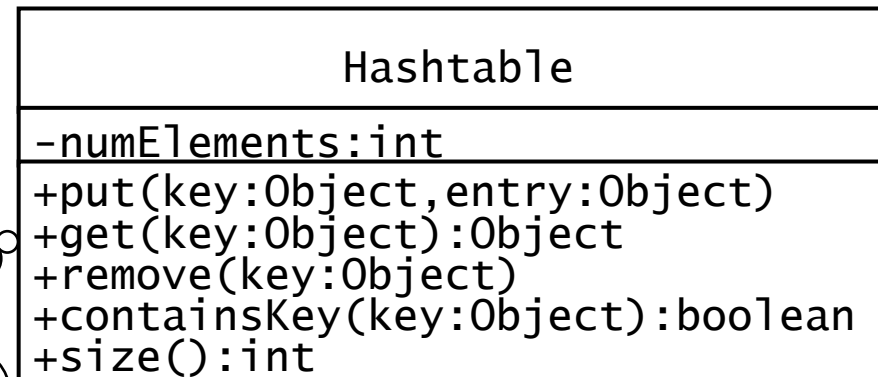 Hashtable
-numElements:int
+put(key:Object,entry:Object)
+get(key:Object):Object
+remove(key:Object)
+containsKey(key:Object):boolean
+size():int